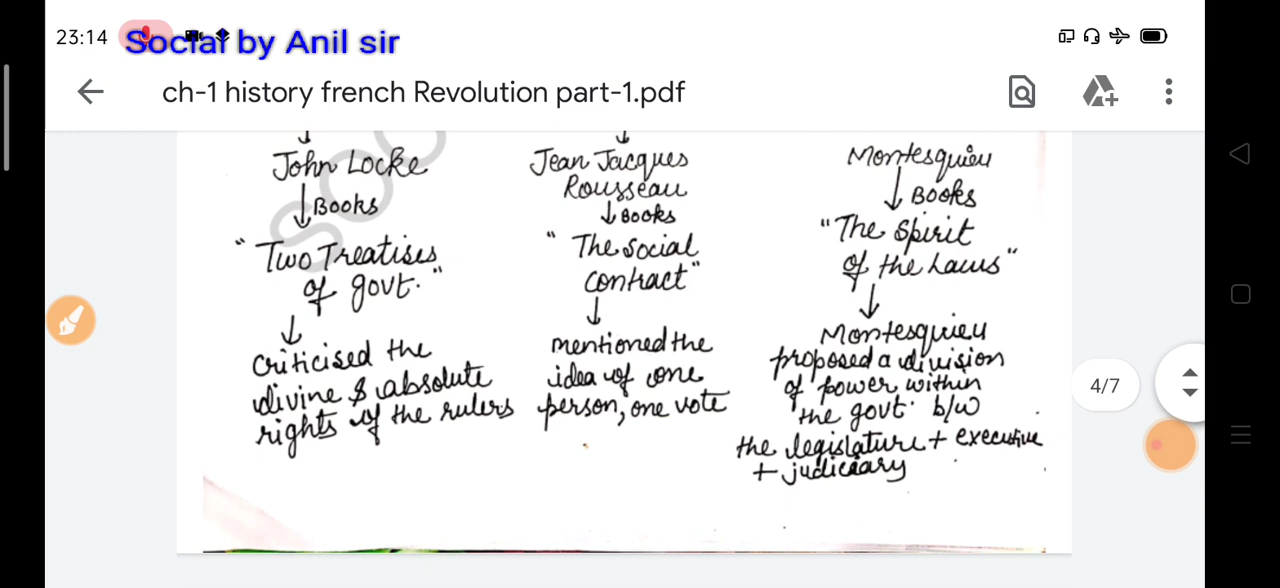 23:14
Social by Anil sir
ch-1 history french Revolution part-1.pdf
John Locke
↓ Books
"Two Treatises
of govt."
↓
Criticised the
divine & absolute
rights of the rulers
Jean Jacques
Rousseau
↓ Books
"The Social
contract"
↓
mentioned the
idea of one
person, one vote
Montesquieu
↓ Books
"The Spirit
of the Laws"
↓
Montesquieu
proposed a division
of power within
the govt. b/w
the legislature + executive
+ judiciary
4/7